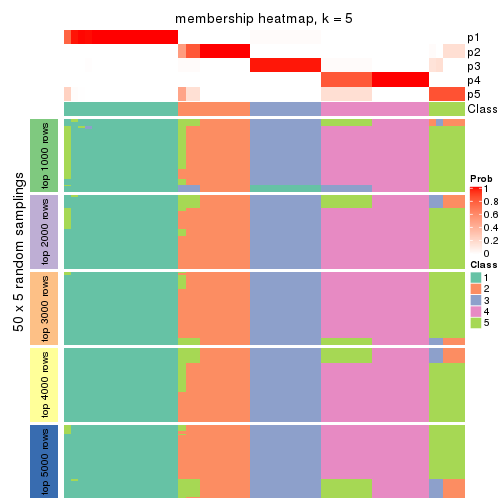 membership heatmap, k = 5
p1
p2
p3
p4
p5
Class
50 x 5 random samplings
top 1000 rows
top 2000 rows
top 3000 rows
top 4000 rows
top 5000 rows
Prob
1
0.8
0.6
0.4
0.2
0
Class
1
2
3
4
5